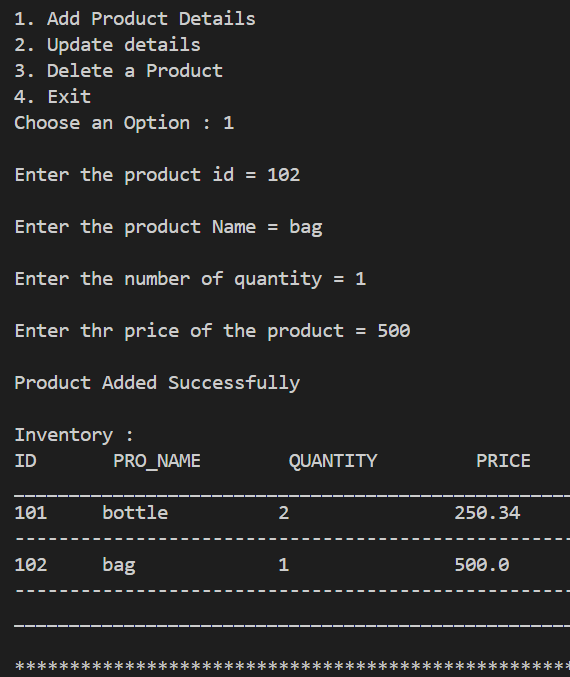 1. Add Product Details
2. Update details
3. Delete a Product
4. Exit
Choose an Option : 1
Enter the product id = 102
Enter the product Name = bag
Enter the number of quantity = 1
Enter thr price of the product = 500
Product Added Successfully
Inventory :
ID       PRO_NAME        QUANTITY         PRICE
___________________________________________________
101     bottle          2               250.34
---------------------------------------------------
102     bag             1               500.0
---------------------------------------------------
___________________________________________________
***************************************************